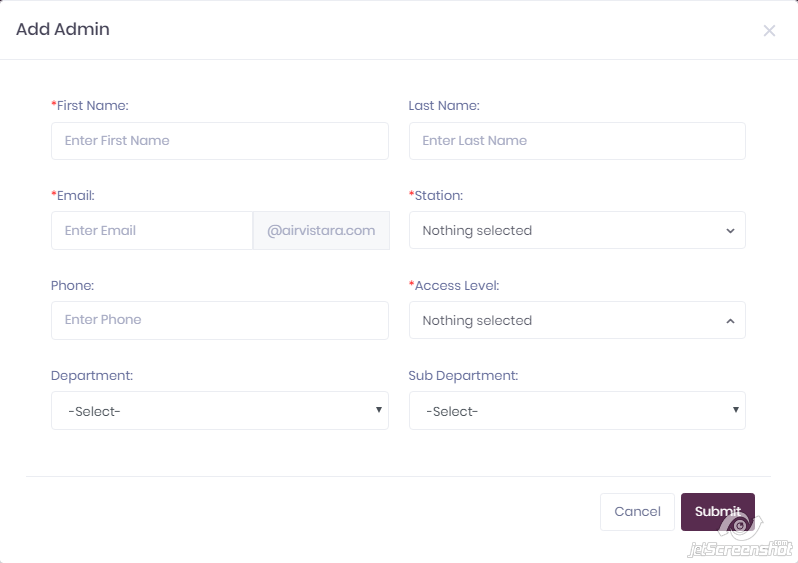 Add Admin
*First Name:
Last Name:
Enter First Name
Enter Last Name
*Email:
*Station:
Enter Email
@airvistara.com
Nothing selected
Phone:
*Access Level:
Enter Phone
Nothing selected
Department:
Sub Department:
-Select-
-Select-
Cancel
Submit
jetScreenshot
.com